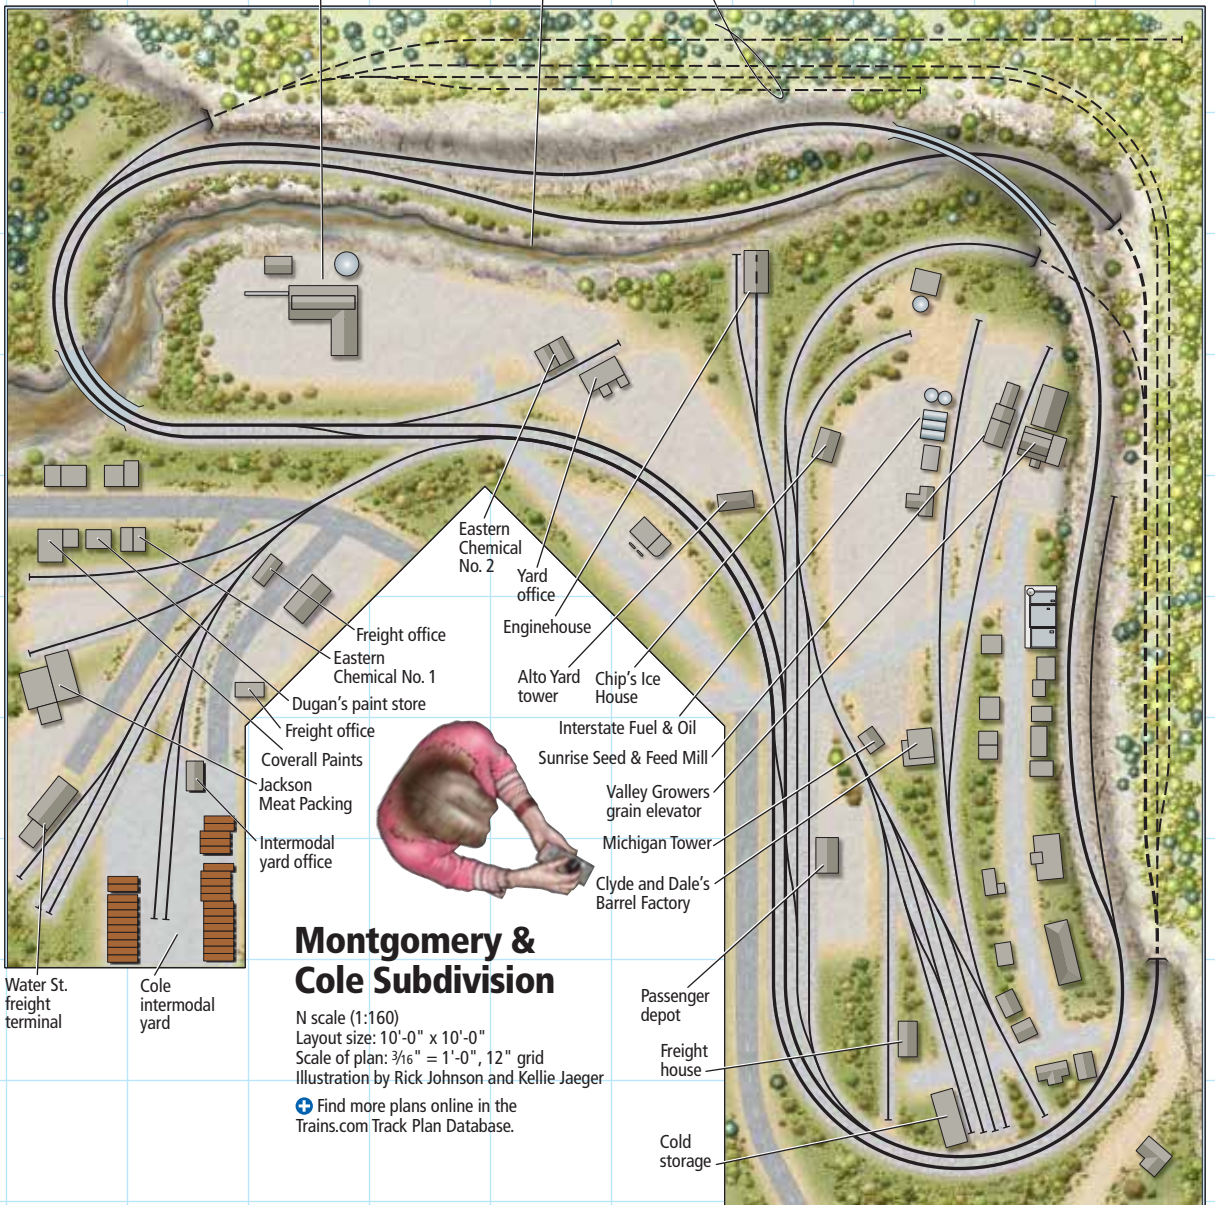 Eastern
Chemical
No. 2
Yard
office
Enginehouse
Alto Yard
tower
Chip's Ice
House
Interstate Fuel & Oil
Sunrise Seed & Feed Mill
Valley Growers
grain elevator
Michigan Tower
Clyde and Dale's
Barrel Factory
Freight office
Eastern
Chemical No. 1
Dugan's paint store
Freight office
Coverall Paints
Jackson
Meat Packing
Intermodal
yard office
Water St.
freight
terminal
Cole
intermodal
yard
Montgomery &
Cole Subdivision
N scale (1:160)
Layout size: 10'-0" x 10'-0"
Scale of plan: 3/16" = 1'-0", 12" grid
Illustration by Rick Johnson and Kellie Jaeger
Find more plans online in the
Trains.com Track Plan Database.
Passenger
depot
Freight
house
Cold
storage